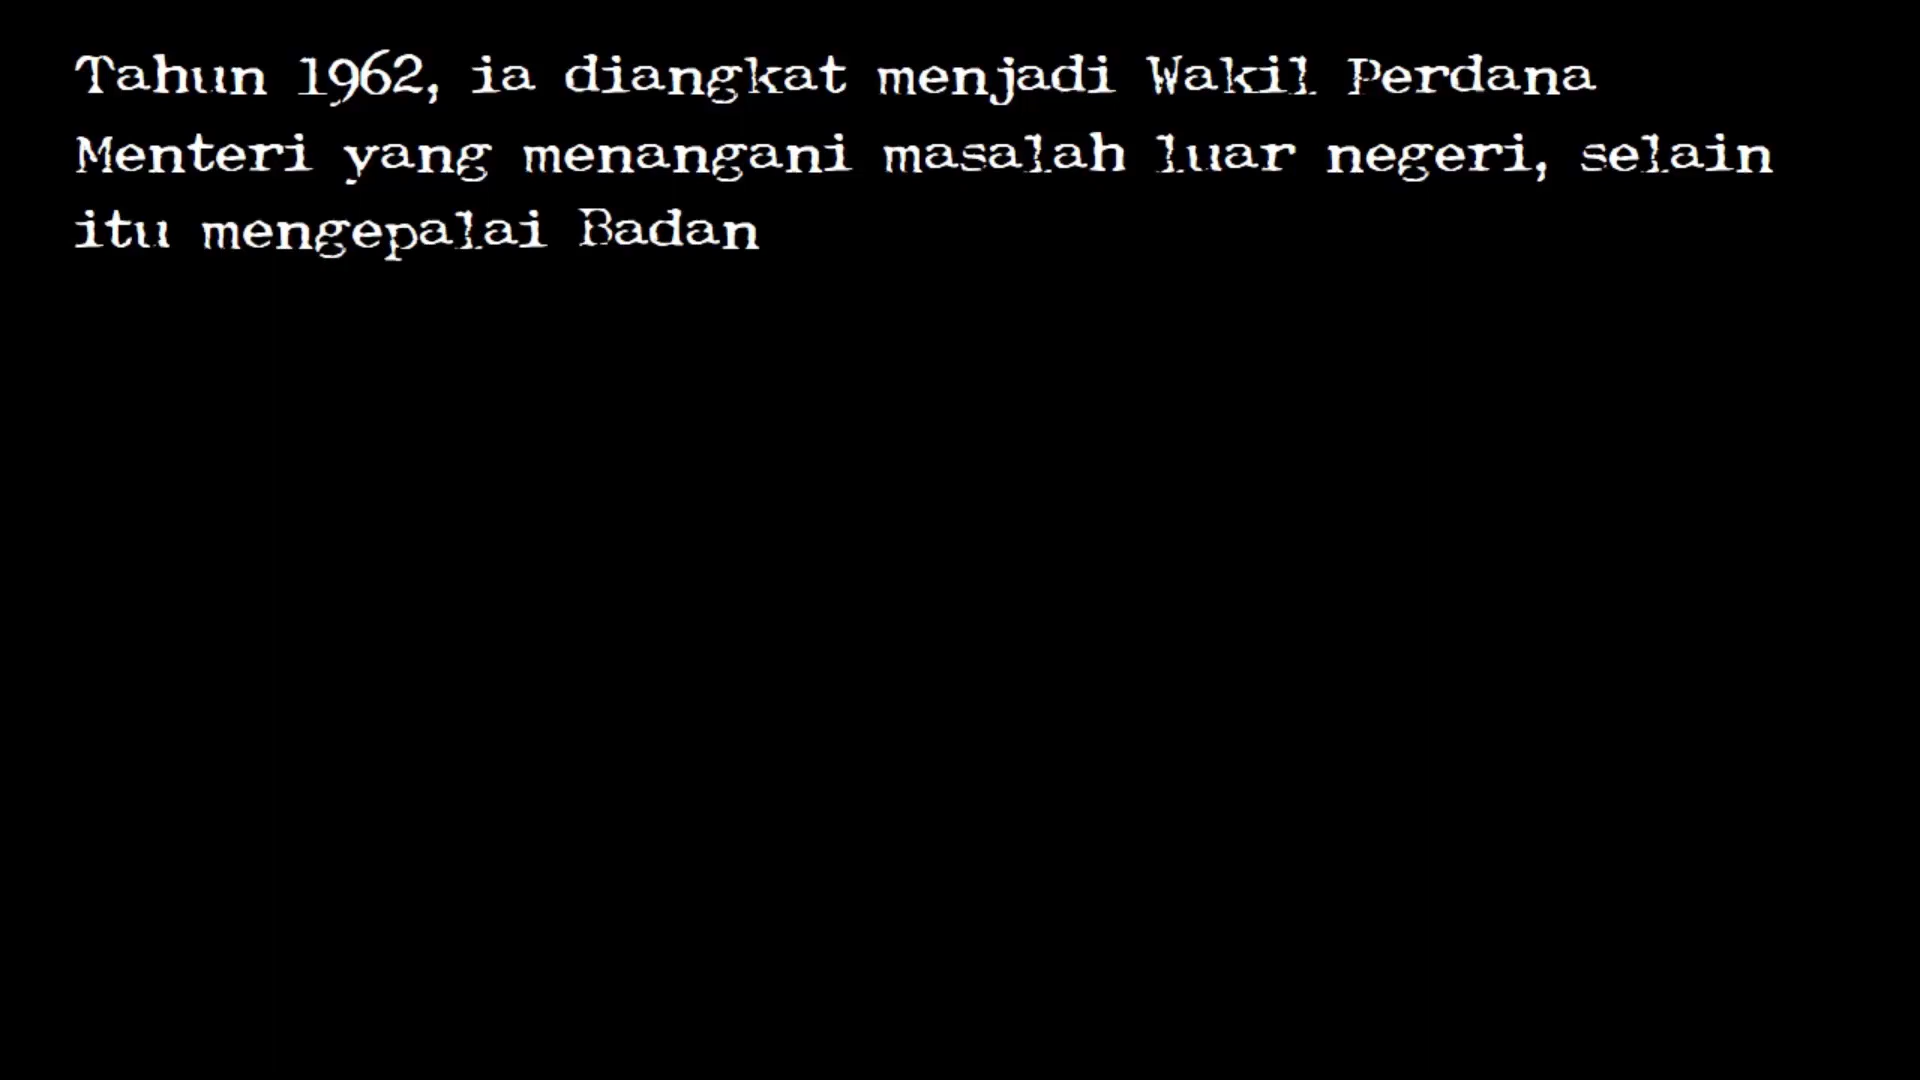 Tahun 1962, ia diangkat menjadi Wakil Perdana
Menteri yang menangani masalah luar negeri, selain
itu mengepalai Badan